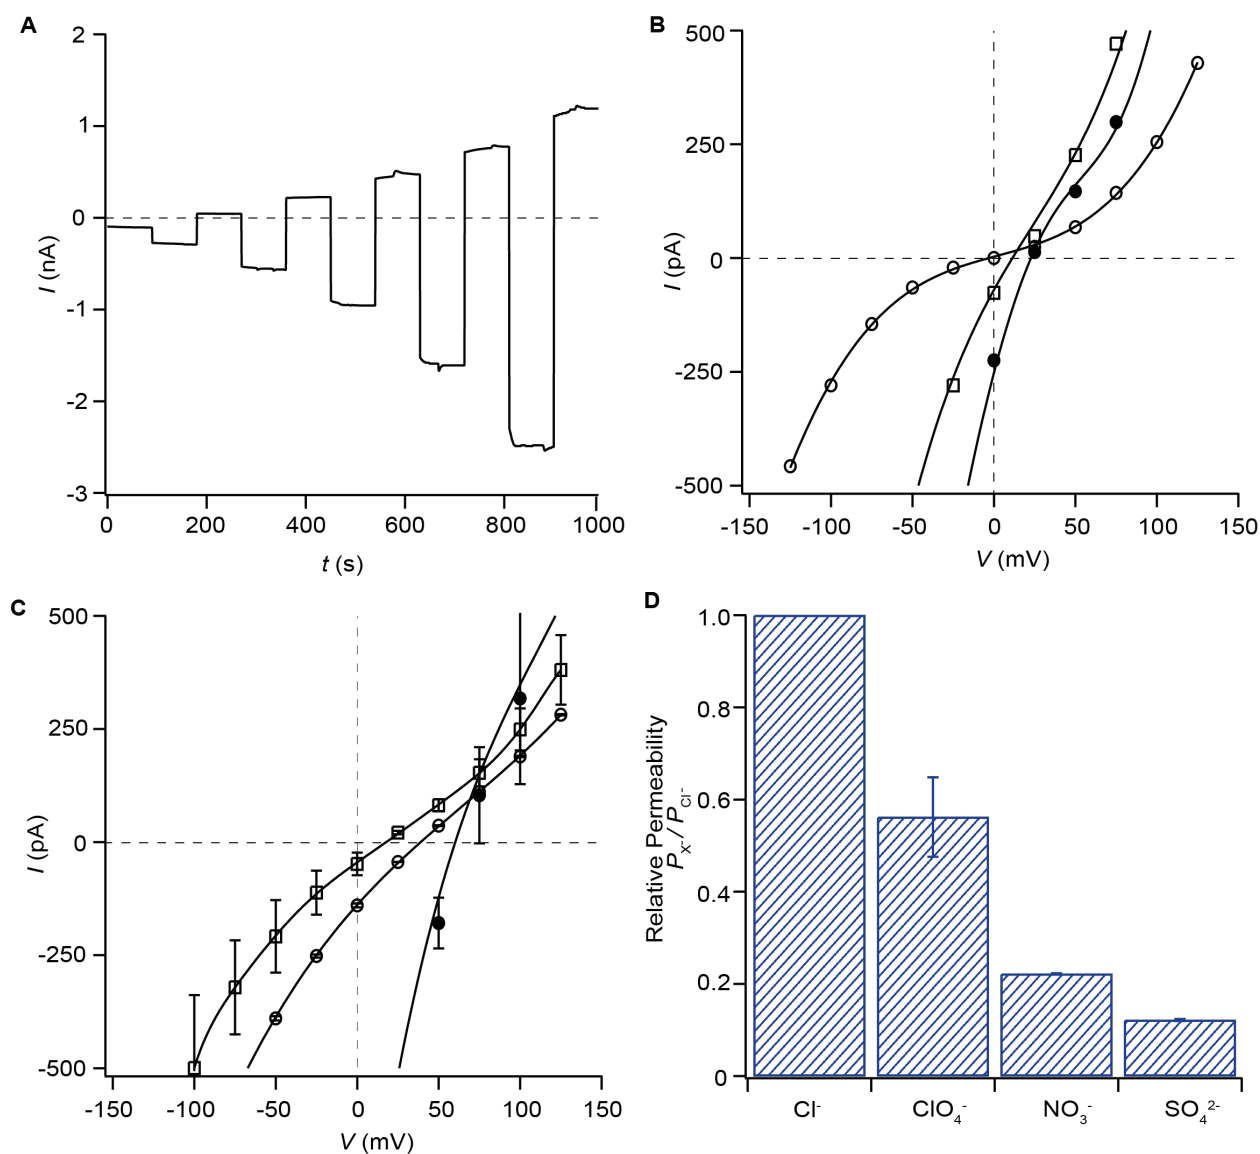 A
2
1
0
-1
-2
-3
I (nA)
0
200
400
600
800
1000
t (s)
B
500
250
0
-250
-500
I (pA)
-150
-100
-50
0
50
100
150
V (mV)
C
500
250
0
-250
-500
I (pA)
-150
-100
-50
0
50
100
150
V (mV)
D
1.0
0.8
0.6
0.4
0.2
0
Relative Permeability
Pₓ-/PCl-
Cl⁻
ClO₄⁻
NO₃⁻
SO₄²⁻